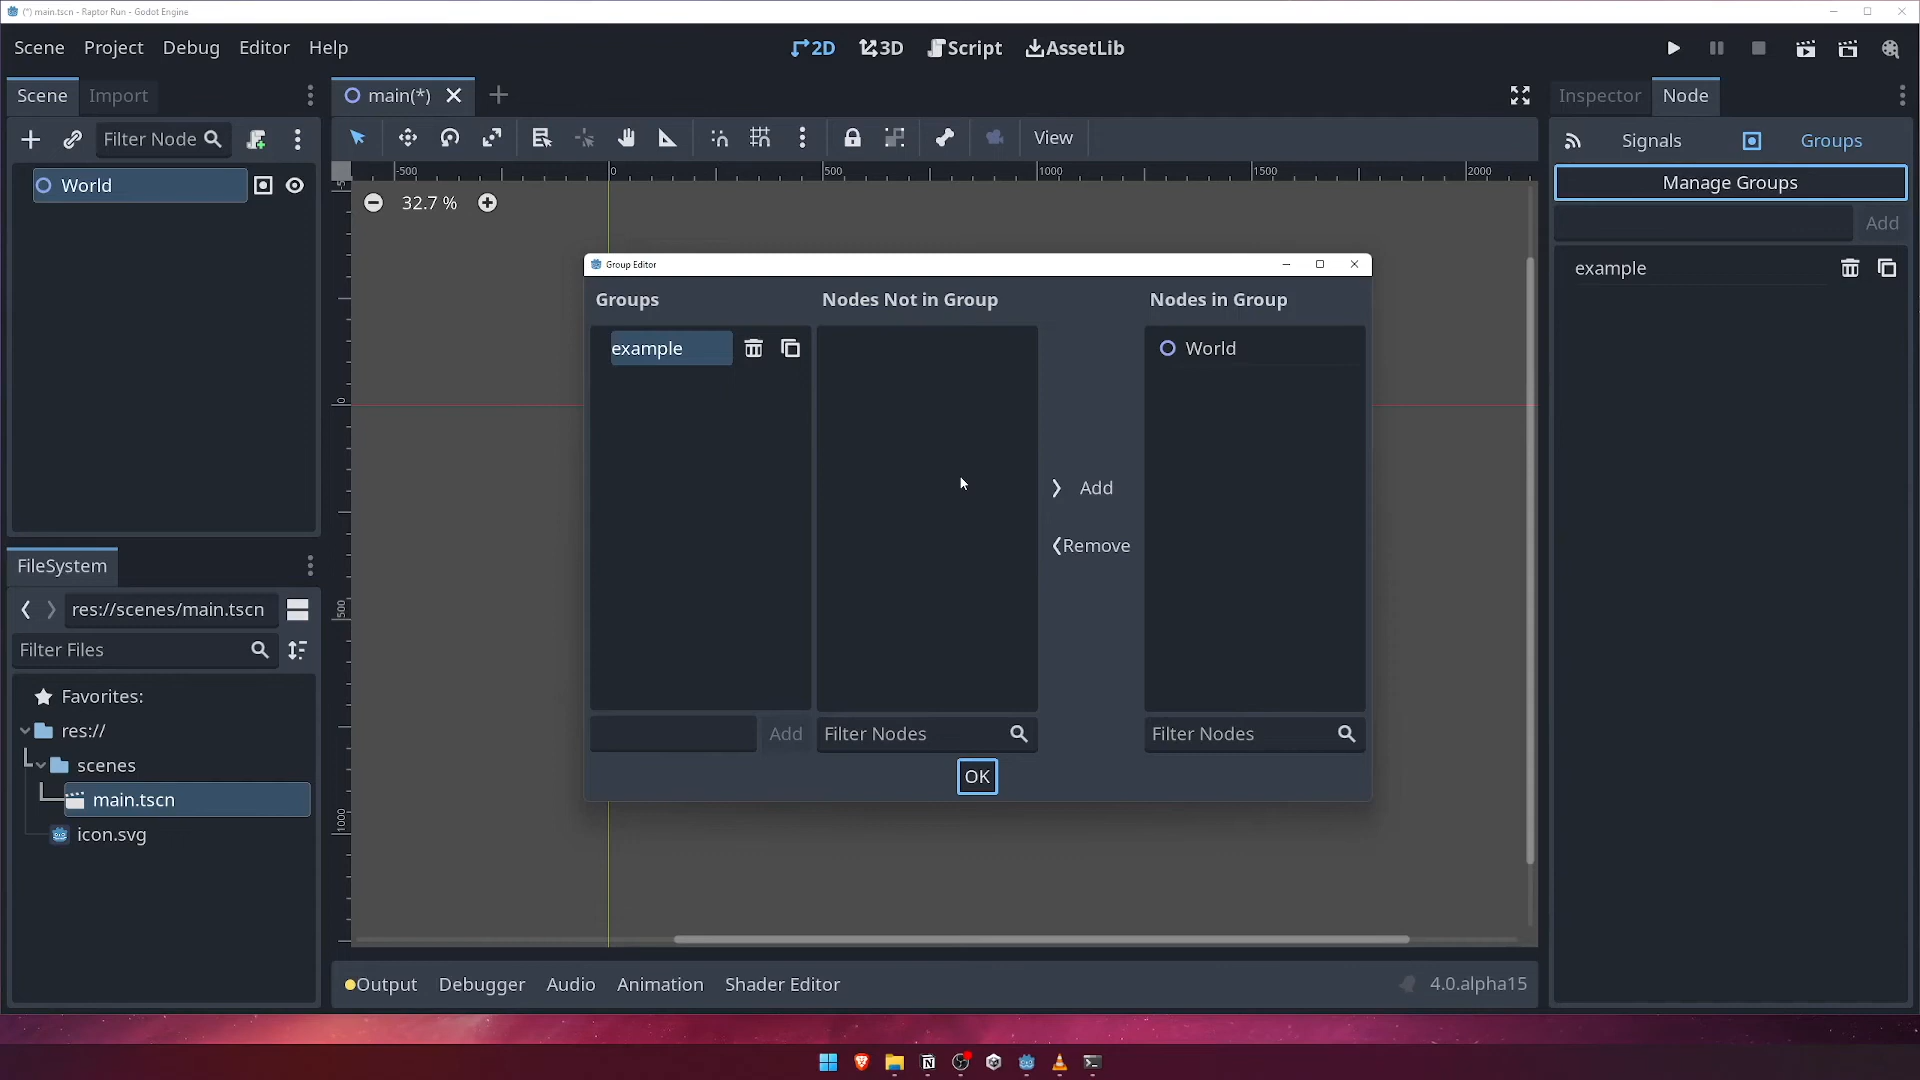 (*) main.tscn - Raptor Run - Godot Engine
Scene Project Debug Editor Help
2D 3D Script AssetLib
Scene Import
main(*)
Inspector Node
Filter Node
View
Signals Groups
-500 0 500 1000 1500 2000
World
Manage Groups
32.7 %
Add
example
Group Editor
Groups Nodes Not in Group Nodes in Group
example
World
0
Add
Remove
FileSystem
res://scenes/main.tscn
500
Filter Files
Favorites:
res://
Add Filter Nodes Filter Nodes
scenes
OK
main.tscn
1000
icon.svg
Output Debugger Audio Animation Shader Editor 4.0.alpha15